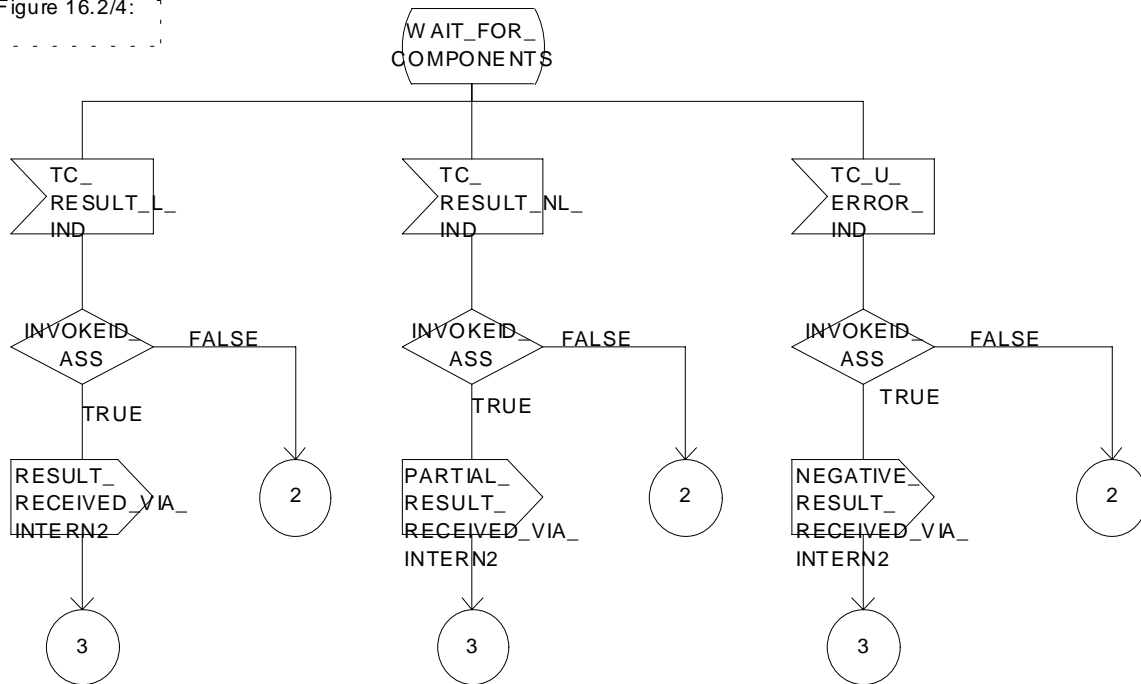 Figure 16.2/4:
WAIT_FOR_
COMPONENTS
TC_
RESULT_L_
IND
TC_
RESULT_NL_
IND
TC_U_
ERROR_
IND
INVOKEID_
ASS
FALSE
TRUE
INVOKEID_
ASS
FALSE
TRUE
INVOKEID_
ASS
FALSE
TRUE
RESULT_
RECEIVED_VIA_
INTERN2
2
PARTIAL_
RESULT_
RECEIVED_VIA_
INTERN2
2
NEGATIVE_
RESULT_
RECEIVED_VIA_
INTERN2
2
3
3
3